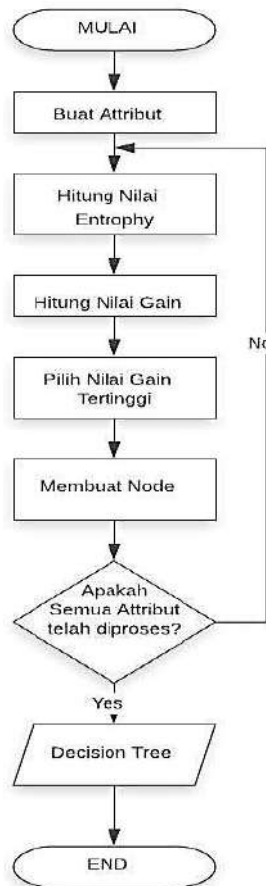 MULAI
Buat Attribut
Hitung Nilai
Entrophy
Hitung Nilai Gain
No
Pilih Nilai Gain
Tertinggi
Membuat Node
Apakah
Semua Attribut
telah diproses?
Yes
Decision Tree
END